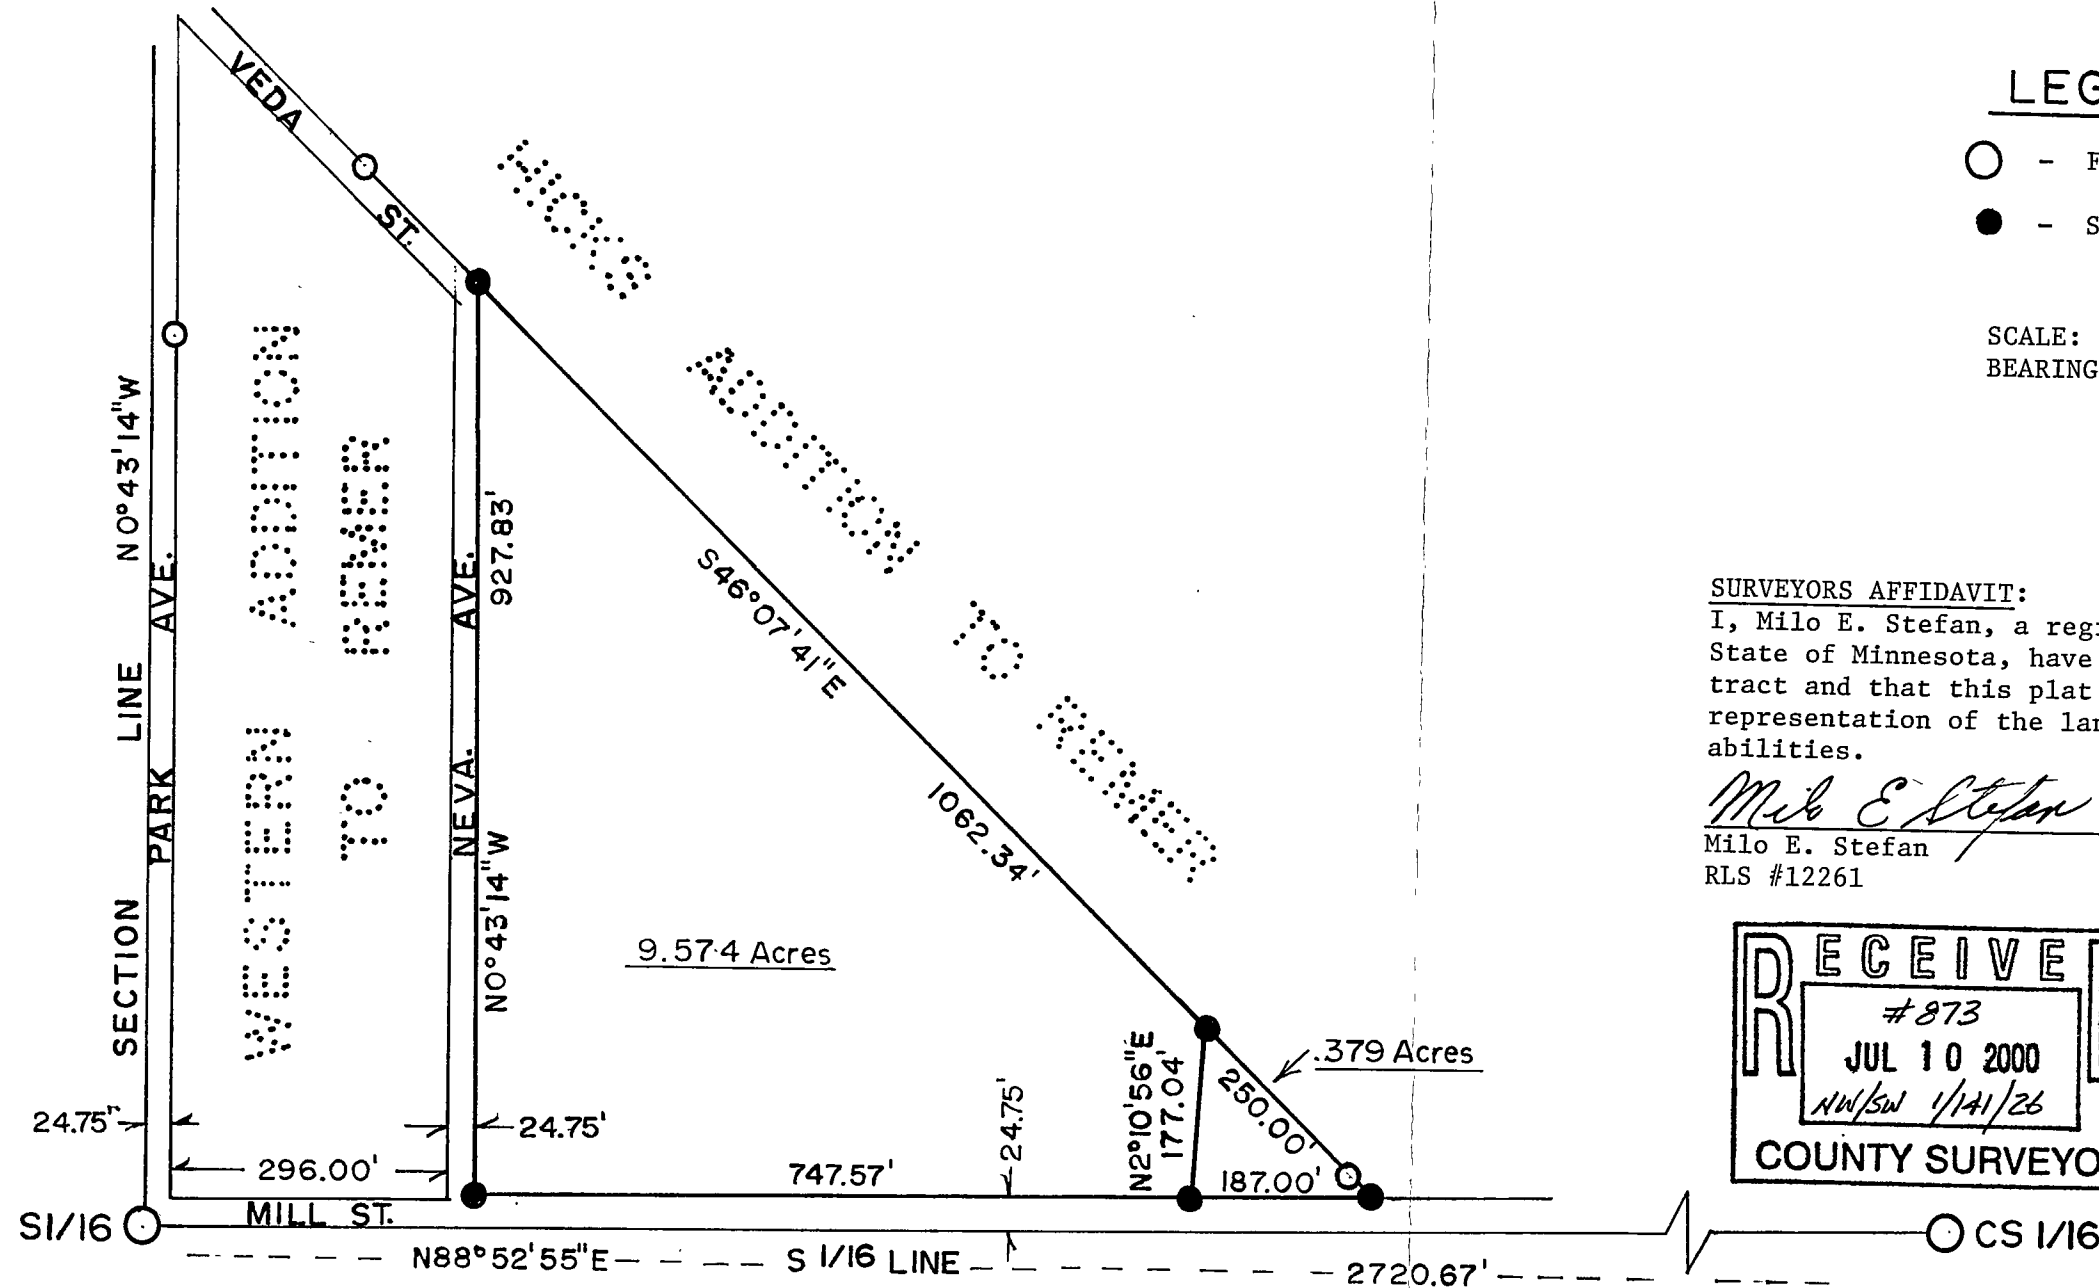 VEDA ST.
HICKS ADDITION TO REMER
LEG
○ - F
● - S
SCALE:
BEARING
SECTION LINE N0°43'14"W
PARK AVE.
WESTERN ADDITION
TO REMER
NEVA. AVE.
927.83'
N0°43'14"W
S46°07'41"E
1062.34'
9.574 Acres
SURVEYORS AFFIDAVIT:
I, Milo E. Stefan, a regi
State of Minnesota, have
tract and that this plat
representation of the lan
abilities.
Milo E Stefan
Milo E. Stefan
RLS #12261
RECEIVE
#873
JUL 10 2000
NW/SW 1/141/26
COUNTY SURVEYO
.379 Acres
N2°10'56"E
177.04'
250.00'
24.75'
24.75'
24.75'
296.00'
747.57'
187.00'
MILL ST.
S1/16
CS 1/16
N88°52'55"E
S 1/16 LINE
2720.67'